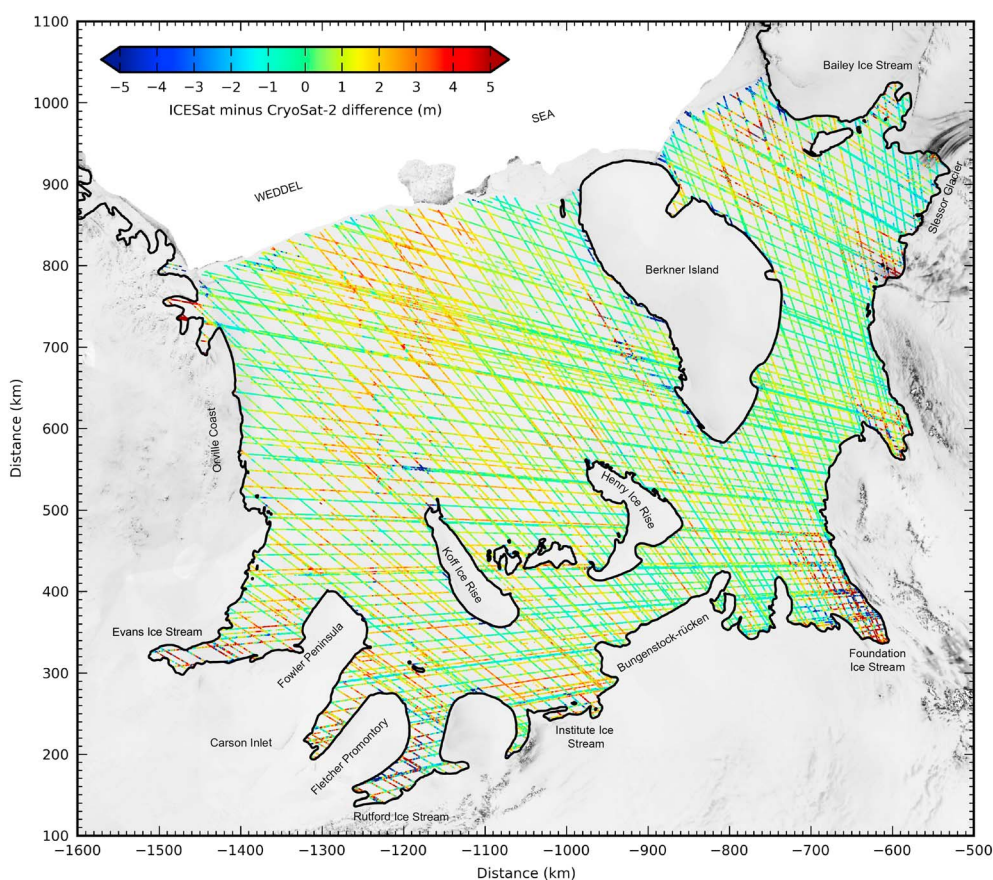 1100
1000
900
800
700
600
500
400
300
200
100
Distance (km)
−5 −4 −3 −2 −1 0 1 2 3 4 5
ICESat minus CryoSat-2 difference (m)
Bailey Ice Stream
SEA
WEDDEL
Slessor Glacier
Berkner Island
Orville Coast
Henry Ice Rise
Koff Ice Rise
Evans Ice Stream
Fowler Peninsula
Bungenstock-rücken
Foundation
Ice Stream
Carson Inlet
Fletcher Promontory
Institute Ice
Stream
Rutford Ice Stream
−1600 −1500 −1400 −1300 −1200 −1100 −1000 −900 −800 −700 −600 −500
Distance (km)